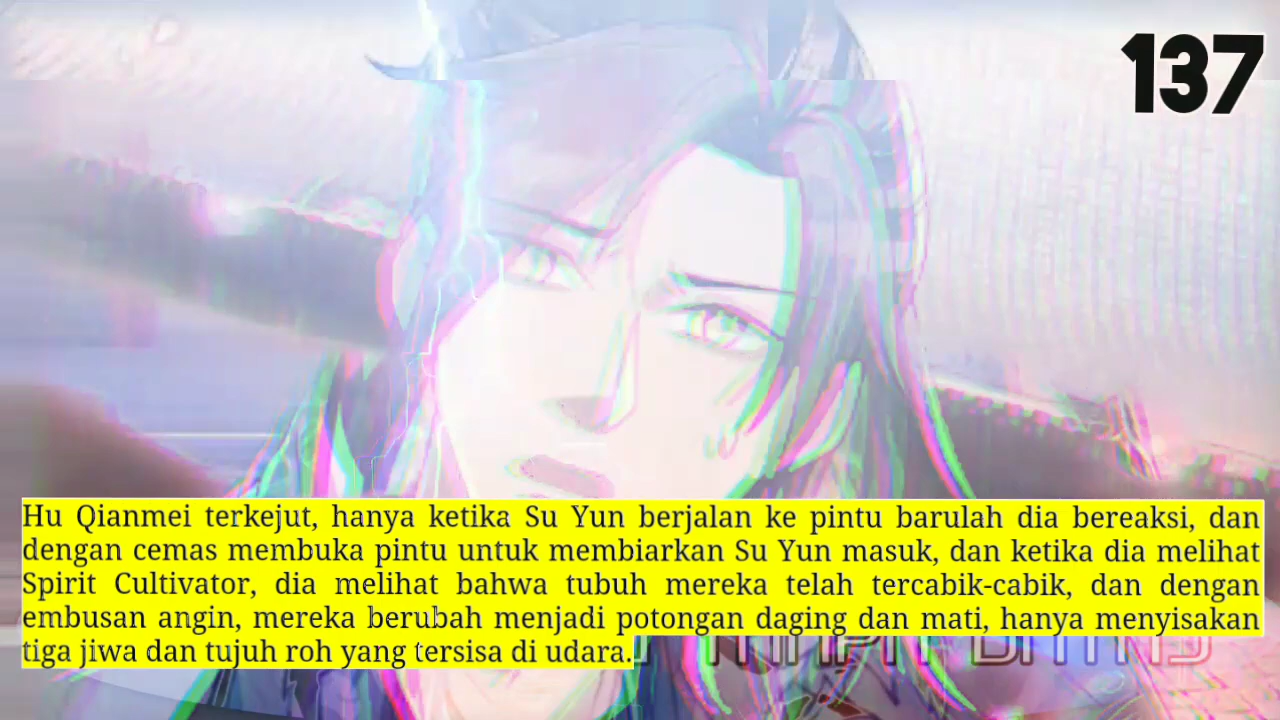 137
Hu Qianmei terkejut, hanya ketika Su Yun berjalan ke pintu barulah dia bereaksi, dan
dengan cemas membuka pintu untuk membiarkan Su Yun masuk, dan ketika dia melihat
Spirit Cultivator, dia melihat bahwa tubuh mereka telah tercabik-cabik, dan dengan
embusan angin, mereka berubah menjadi potongan daging dan mati, hanya menyisakan
tiga jiwa dan tujuh roh yang tersisa di udara.